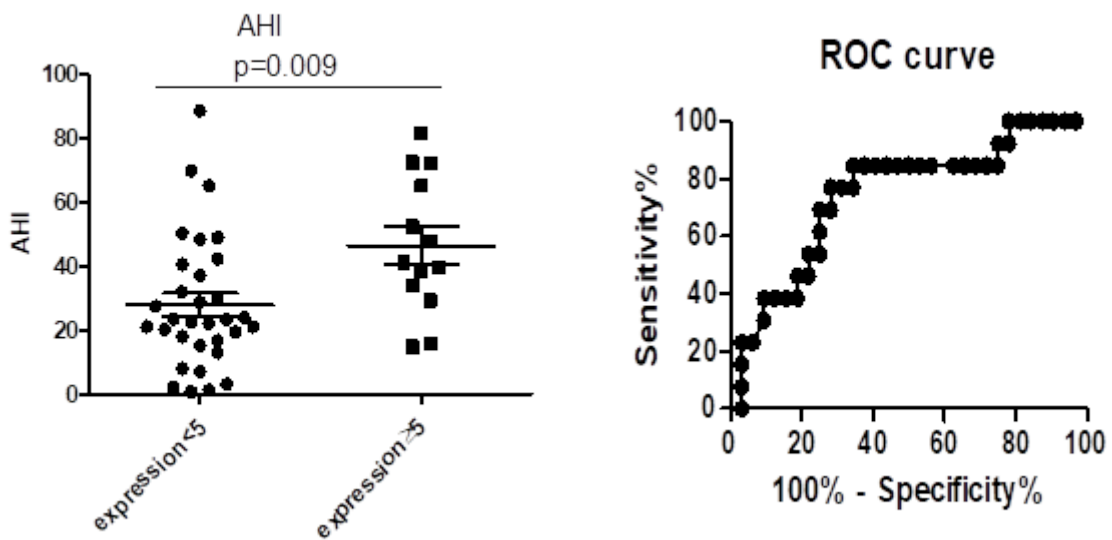 AHI
p=0.009
100
80
60
40
20
0
AHI
expression<5
expression≥5
ROC curve
100
80
60
40
20
0
Sensitivity%
0 20 40 60 80 100
100% - Specificity%